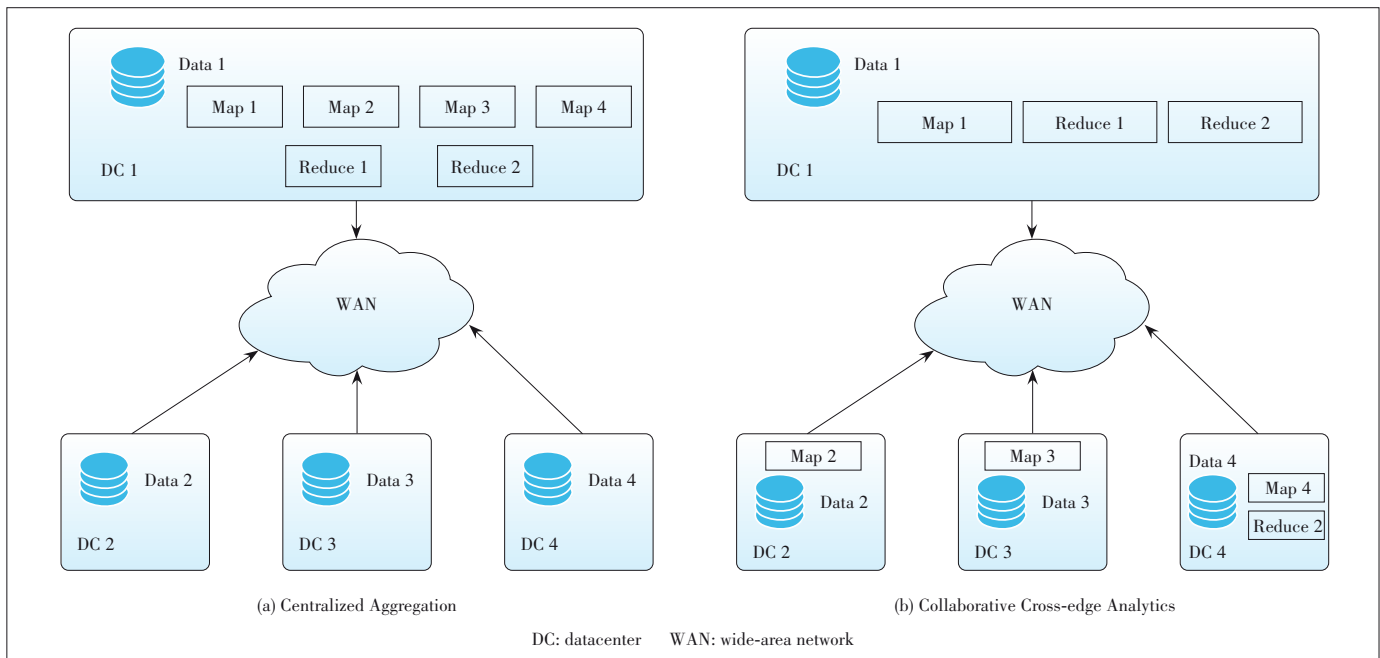 Data 1
Map 1 Map 2 Map 3 Map 4
Reduce 1 Reduce 2
DC 1
WAN
Data 2
DC 2
Data 3
DC 3
Data 4
DC 4
(a) Centralized Aggregation
Data 1
Map 1 Reduce 1 Reduce 2
DC 1
WAN
Map 2
Data 2
DC 2
Map 3
Data 3
DC 3
Data 4
Map 4
Reduce 2
DC 4
(b) Collaborative Cross-edge Analytics
DC: datacenter WAN: wide-area network